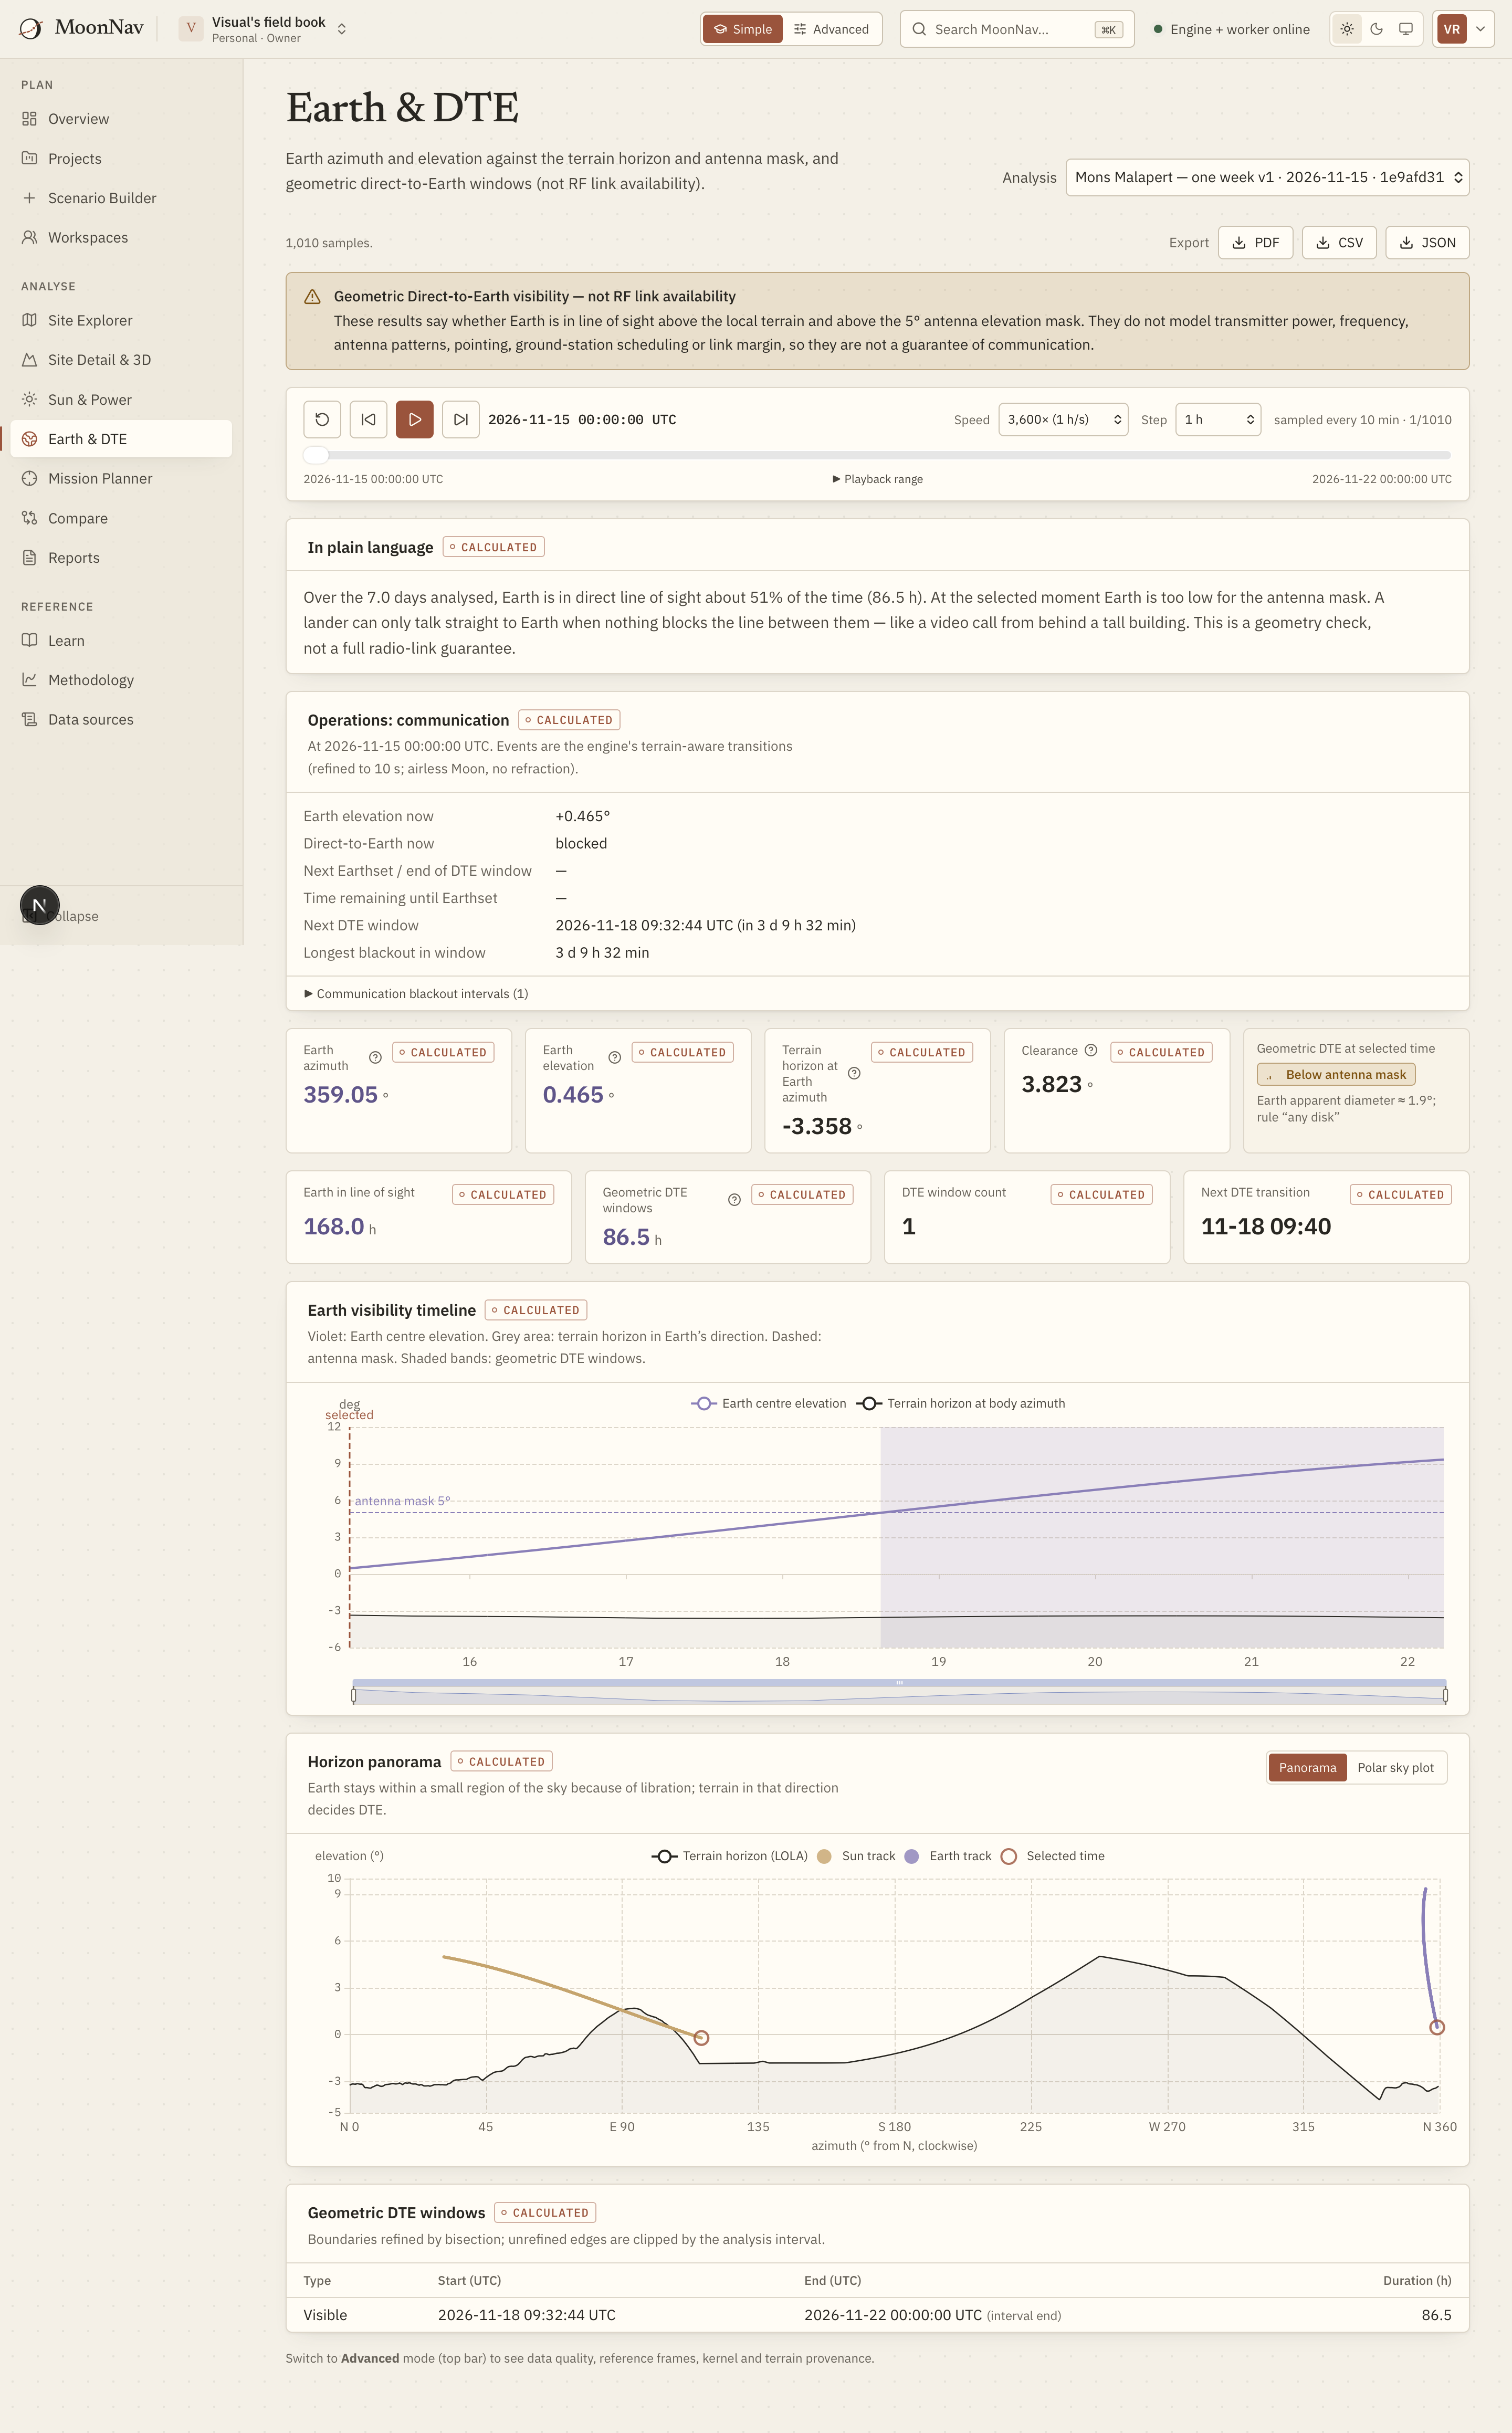 MoonNav
V
Visual's field book
Personal · Owner
Simple
Advanced
Search MoonNav...
⌘K
Engine + worker online
VR
PLAN
Overview
Projects
Scenario Builder
Workspaces
ANALYSE
Site Explorer
Site Detail & 3D
Sun & Power
Earth & DTE
Mission Planner
Compare
Reports
REFERENCE
Learn
Methodology
Data sources
N
ollapse
Earth & DTE
Earth azimuth and elevation against the terrain horizon and antenna mask, and
geometric direct-to-Earth windows (not RF link availability).
Analysis
Mons Malapert — one week v1 · 2026-11-15 · 1e9afd31
1,010 samples.
Export
PDF
CSV
JSON
Geometric Direct-to-Earth visibility — not RF link availability
These results say whether Earth is in line of sight above the local terrain and above the 5° antenna elevation mask. They do not model transmitter power, frequency,
antenna patterns, pointing, ground-station scheduling or link margin, so they are not a guarantee of communication.
2026-11-15 00:00:00 UTC
Speed
3,600× (1 h/s)
Step
1 h
sampled every 10 min · 1/1010
2026-11-15 00:00:00 UTC
▶ Playback range
2026-11-22 00:00:00 UTC
In plain language
CALCULATED
Over the 7.0 days analysed, Earth is in direct line of sight about 51% of the time (86.5 h). At the selected moment Earth is too low for the antenna mask. A
lander can only talk straight to Earth when nothing blocks the line between them — like a video call from behind a tall building. This is a geometry check,
not a full radio-link guarantee.
Operations: communication
CALCULATED
At 2026-11-15 00:00:00 UTC. Events are the engine's terrain-aware transitions
(refined to 10 s; airless Moon, no refraction).
Earth elevation now +0.465°
Direct-to-Earth now blocked
Next Earthset / end of DTE window —
Time remaining until Earthset —
Next DTE window 2026-11-18 09:32:44 UTC (in 3 d 9 h 32 min)
Longest blackout in window 3 d 9 h 32 min
▶ Communication blackout intervals (1)
Earth
azimuth
CALCULATED
359.05 °
Earth
elevation
CALCULATED
0.465 °
Terrain
horizon at
Earth
azimuth
CALCULATED
-3.358 °
Clearance
CALCULATED
3.823 °
Geometric DTE at selected time
Below antenna mask
Earth apparent diameter ≈ 1.9°;
rule “any disk”
Earth in line of sight
CALCULATED
168.0 h
Geometric DTE
windows
CALCULATED
86.5 h
DTE window count
CALCULATED
1
Next DTE transition
CALCULATED
11-18 09:40
Earth visibility timeline
CALCULATED
Violet: Earth centre elevation. Grey area: terrain horizon in Earth’s direction. Dashed:
antenna mask. Shaded bands: geometric DTE windows.
deg
selected
Earth centre elevation
Terrain horizon at body azimuth
12
9
6
antenna mask 5°
3
0
-3
-6
16 17 18 19 20 21 22
Horizon panorama
CALCULATED
Earth stays within a small region of the sky because of libration; terrain in that direction
decides DTE.
Panorama
Polar sky plot
elevation (°)
Terrain horizon (LOLA)
Sun track
Earth track
Selected time
10
9
6
3
0
-3
-5
N 0 45 E 90 135 S 180 225 W 270 315 N 360
azimuth (° from N, clockwise)
Geometric DTE windows
CALCULATED
Boundaries refined by bisection; unrefined edges are clipped by the analysis interval.
Type Start (UTC) End (UTC) Duration (h)
Visible 2026-11-18 09:32:44 UTC 2026-11-22 00:00:00 UTC (interval end) 86.5
Switch to Advanced mode (top bar) to see data quality, reference frames, kernel and terrain provenance.